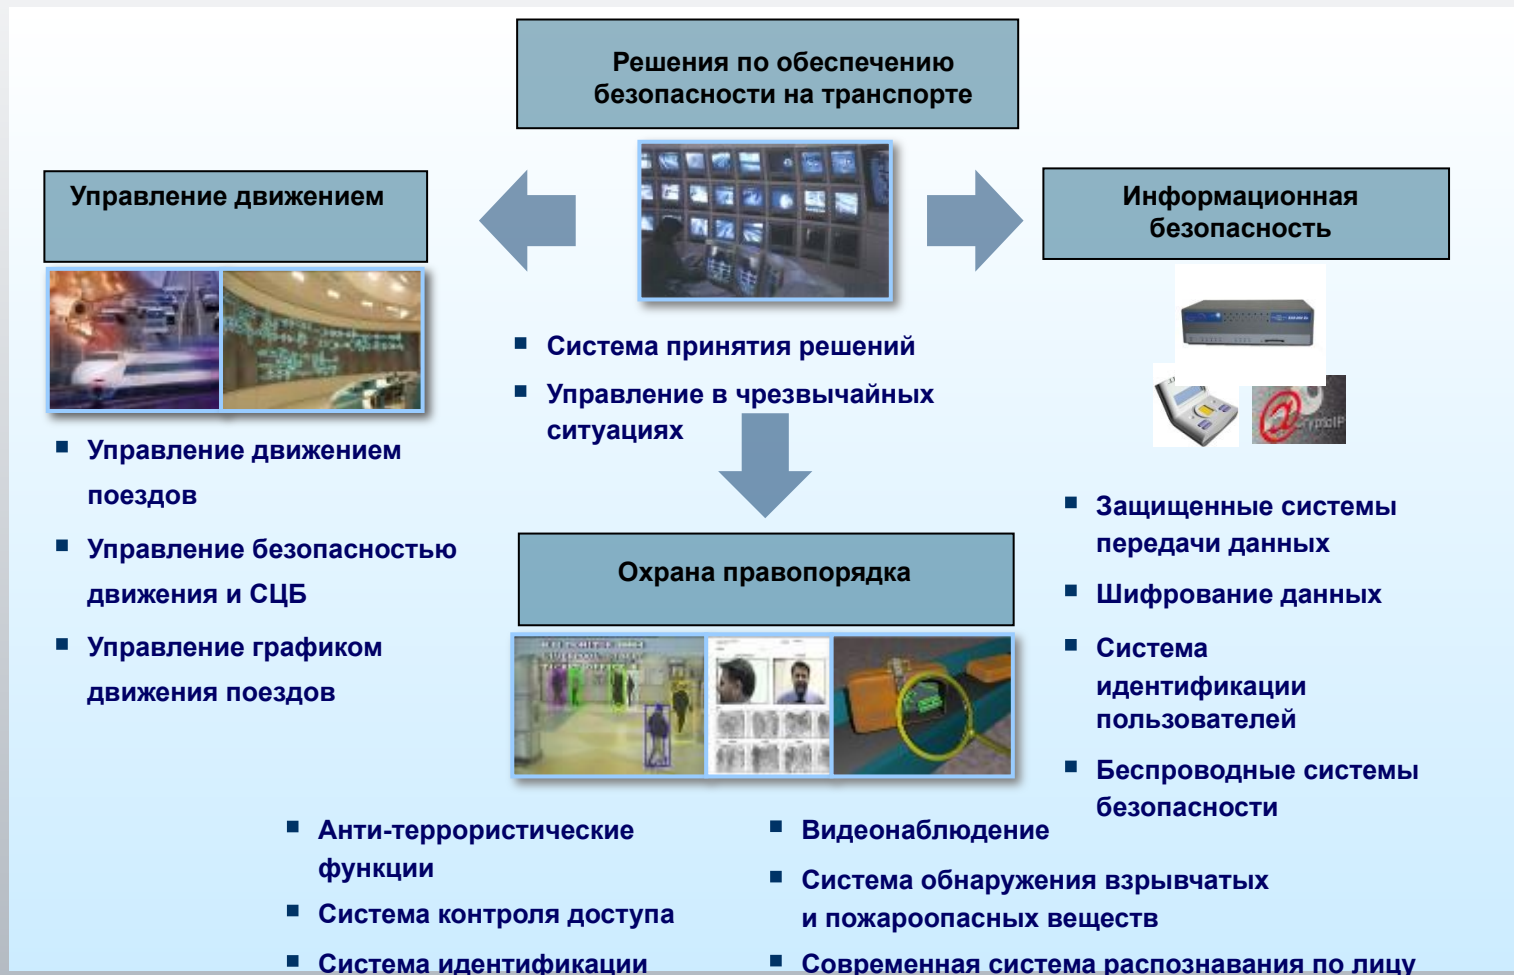 Решения по обеспечению
безопасности на транспорте
Управление движением
Информационная
безопасность
Система принятия решений
Управление в чрезвычайных
ситуациях
Управление движением
поездов
Управление безопасностью
движения и СЦБ
Управление графиком
движения поездов
CryptoIP
Защищенные системы
передачи данных
Шифрование данных
Система
идентификации
пользователей
Беспроводные системы
безопасности
Охрана правопорядка
Анти-террористические
функции
Система контроля доступа
Система идентификации
Видеонаблюдение
Система обнаружения взрывчатых
и пожароопасных веществ
Современная система распознавания по лицу